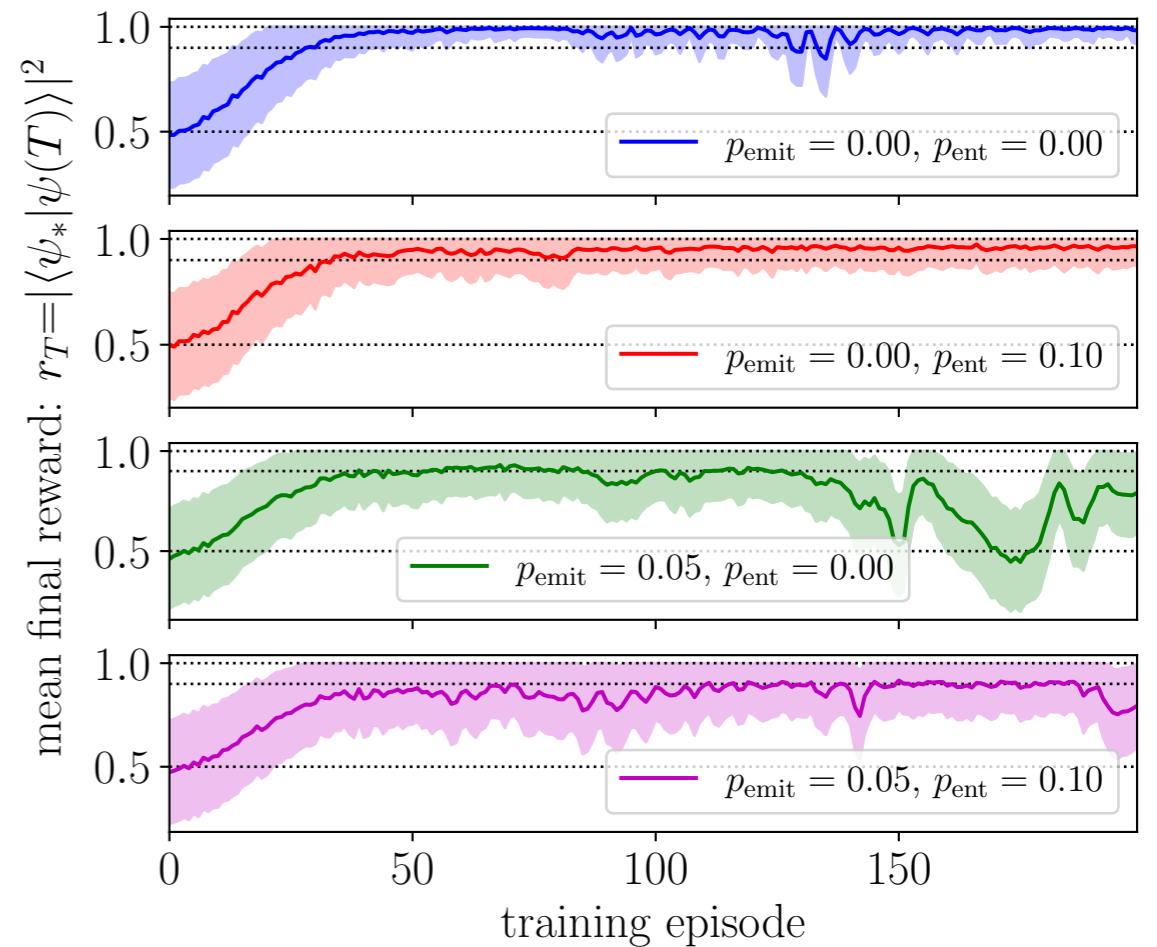 mean final reward: r_T=|⟨ψ_*|ψ(T)⟩|^2
1.0
0.5
p_emit = 0.00, p_ent = 0.00
1.0
0.5
p_emit = 0.00, p_ent = 0.10
1.0
0.5
p_emit = 0.05, p_ent = 0.00
1.0
0.5
p_emit = 0.05, p_ent = 0.10
0 50 100 150
training episode